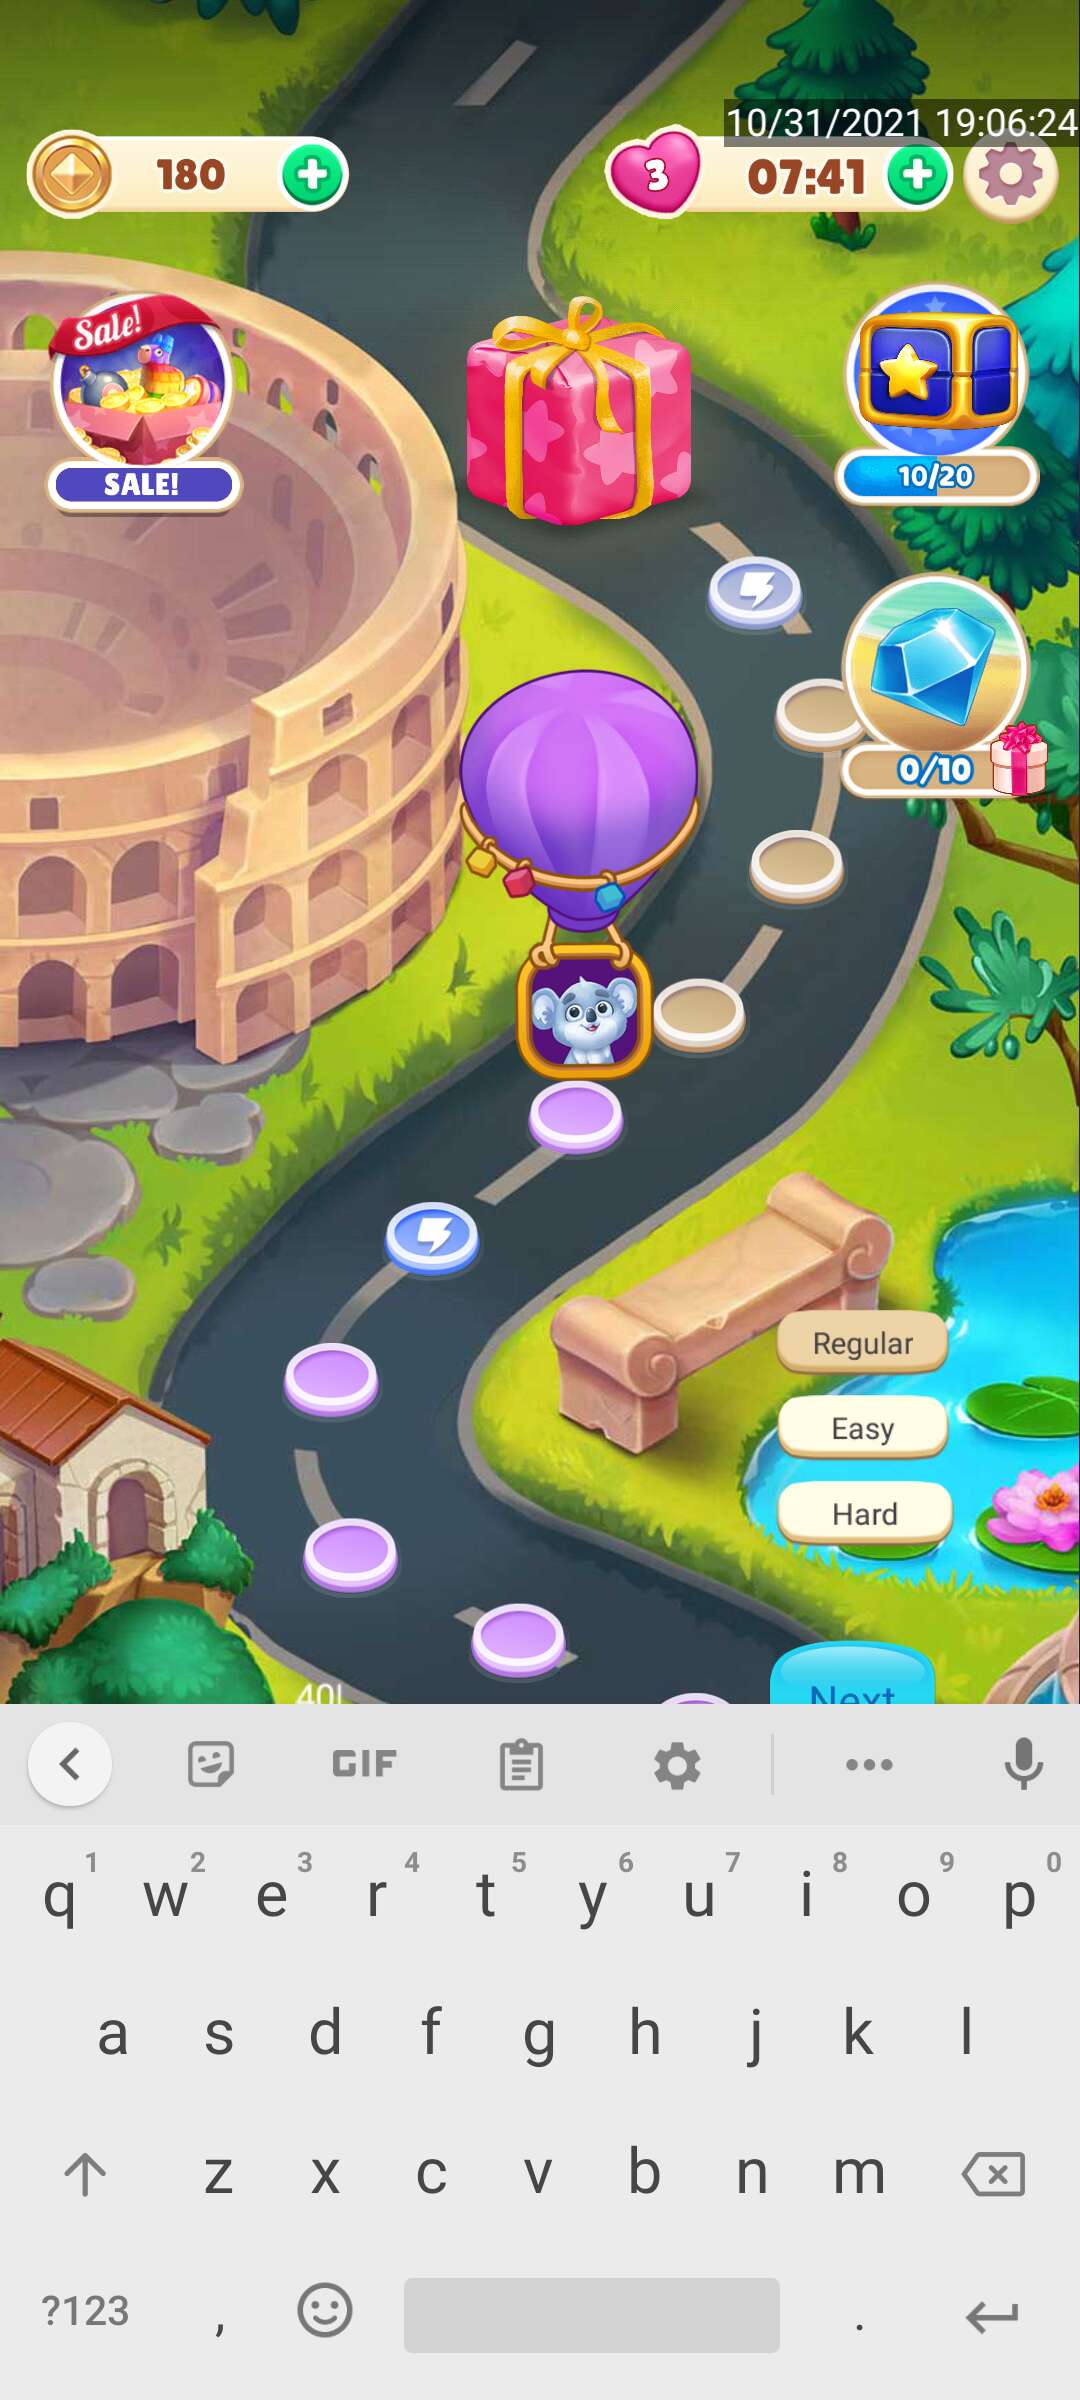 10/31/2021 19:06:24
180
3
07:41
Sale!
SALE!
10/20
0/10
Regular
Easy
Hard
Next
GIF
1 2 3 4 5 6 7 8 9 0
q w e r t y u i o p
a s d f g h j k l
z x c v b n m
?123 , .